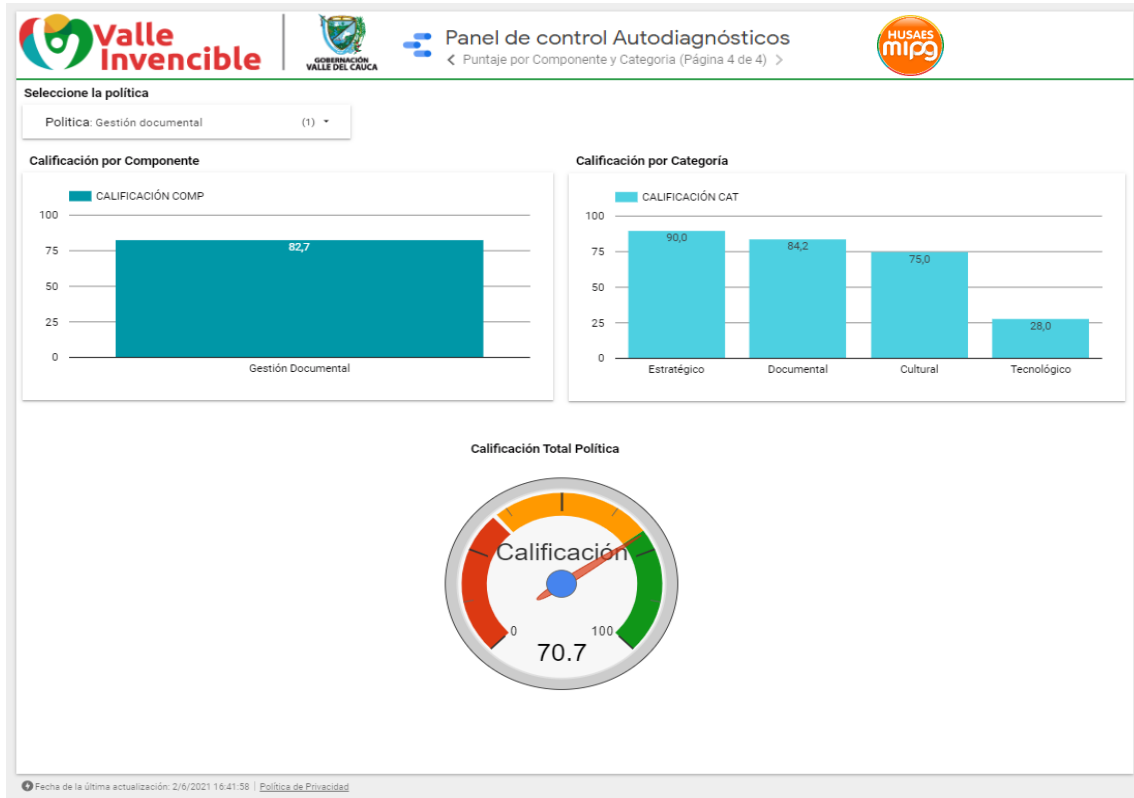 Valle
Invencible
GOBERNACIÓN
VALLE DEL CAUCA
Panel de control Autodiagnósticos
Puntaje por Componente y Categoria (Página 4 de 4)
HUSAES
mipg
Seleccione la política
Politica: Gestión documental (1)
Calificación por Componente
CALIFICACIÓN COMP
100
75
50
25
0
82,7
Gestión Documental
Calificación por Categoría
CALIFICACIÓN CAT
100
75
50
25
0
90,0
84,2
75,0
28,0
Estratégico
Documental
Cultural
Tecnológico
Calificación Total Política
Calificación
0
100
70.7
Fecha de la última actualización: 2/6/2021 16:41:58 | Política de Privacidad